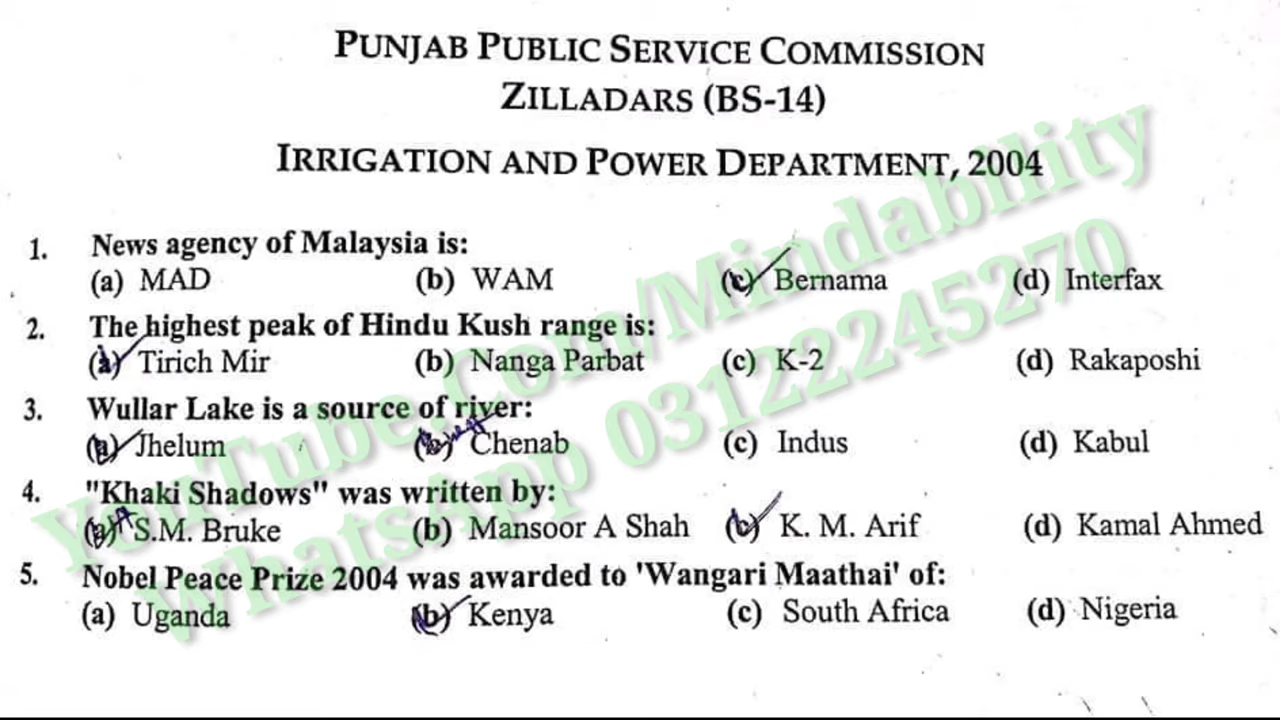 PUNJAB PUBLIC SERVICE COMMISSION
ZILLADARS (BS-14)
IRRIGATION AND POWER DEPARTMENT, 2004
1. News agency of Malaysia is:
(a) MAD (b) WAM (c) Bernama (d) Interfax
2. The highest peak of Hindu Kush range is:
(a) Tirich Mir (b) Nanga Parbat (c) K-2 (d) Rakaposhi
3. Wullar Lake is a source of river:
(a) Jhelum (b) Chenab (c) Indus (d) Kabul
4. "Khaki Shadows" was written by:
(a) S.M. Bruke (b) Mansoor A Shah (c) K. M. Arif (d) Kamal Ahmed
5. Nobel Peace Prize 2004 was awarded to 'Wangari Maathai' of:
(a) Uganda (b) Kenya (c) South Africa (d) Nigeria
YouTube.Com/Mindability
WhatsApp 03122245270